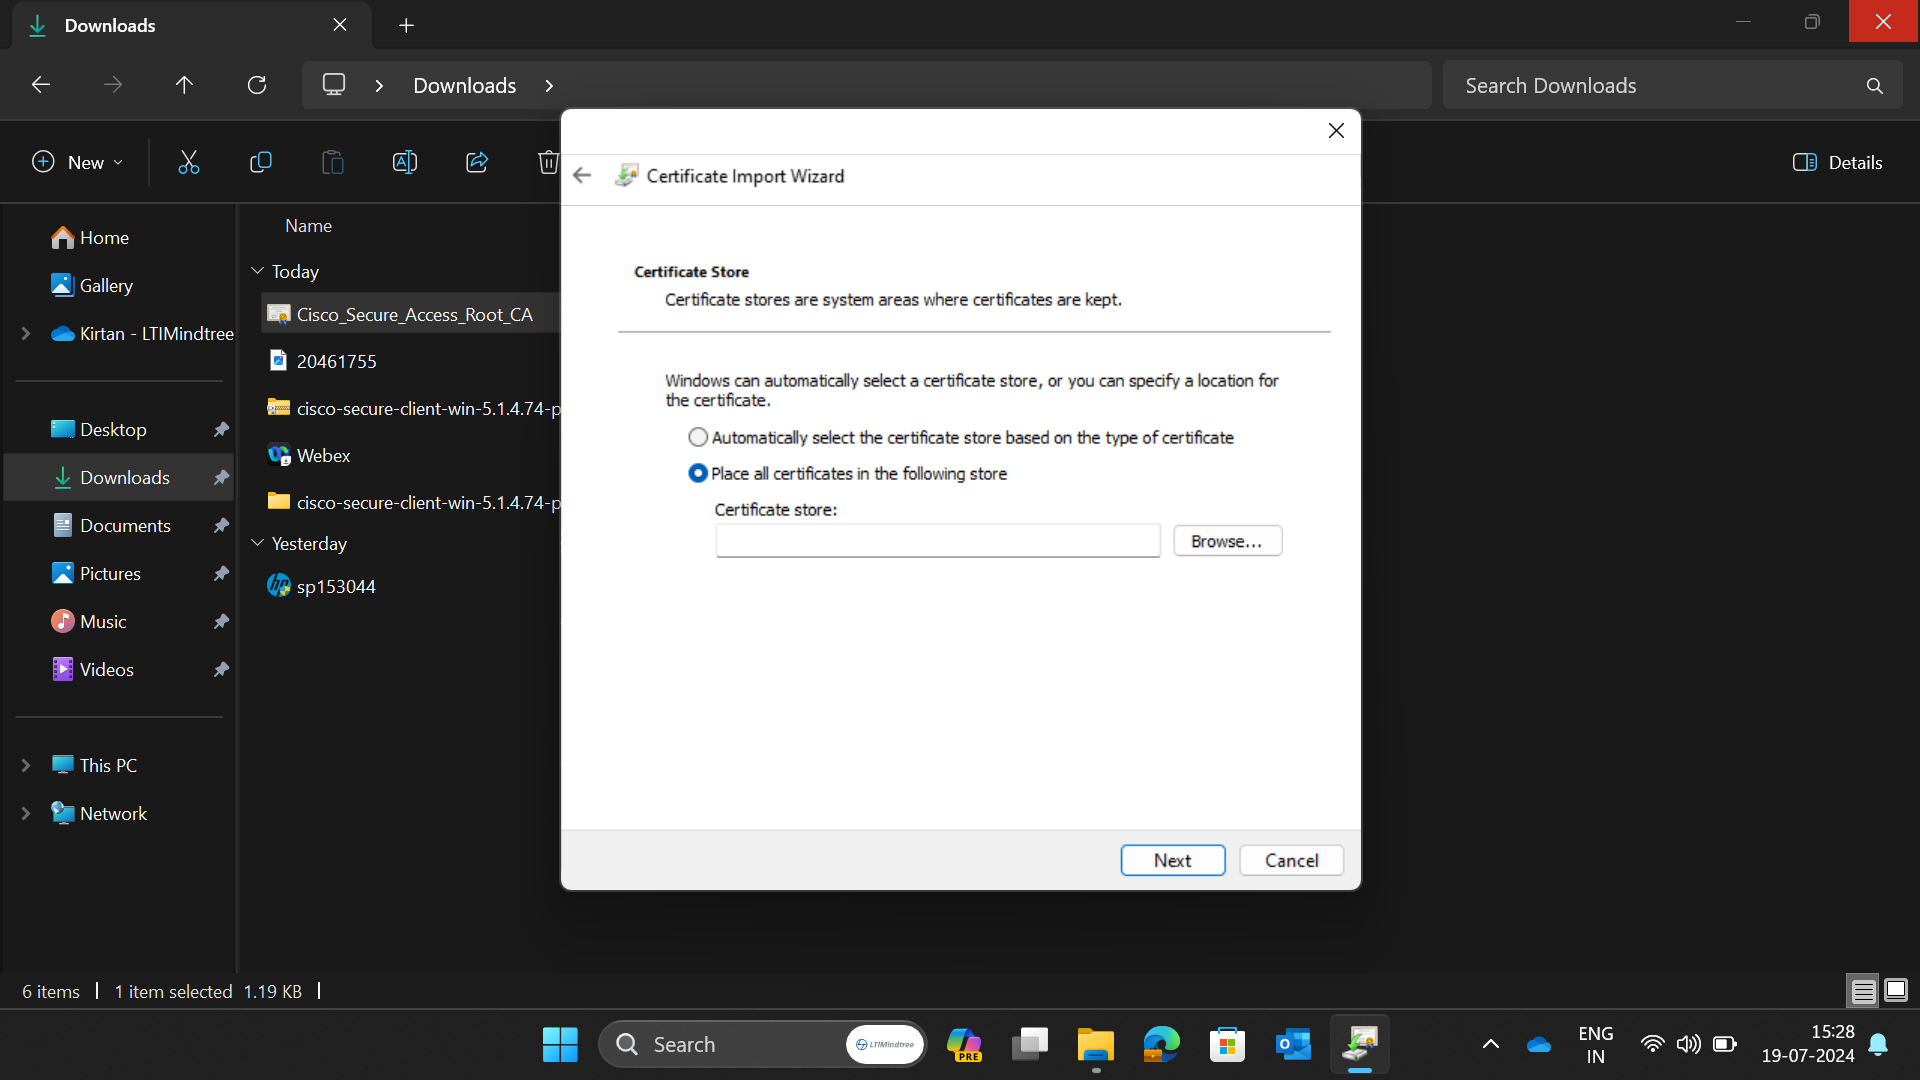 Downloads
Downloads
Search Downloads
New
Details
Home
Gallery
Kirtan - LTIMindtree
Desktop
Downloads
Documents
Pictures
Music
Videos
This PC
Network
Name
Today
Cisco_Secure_Access_Root_CA
20461755
cisco-secure-client-win-5.1.4.74-p
Webex
cisco-secure-client-win-5.1.4.74-p
Yesterday
sp153044
Certificate Import Wizard
Certificate Store
Certificate stores are system areas where certificates are kept.
Windows can automatically select a certificate store, or you can specify a location for
the certificate.
Automatically select the certificate store based on the type of certificate
Place all certificates in the following store
Certificate store:
Browse...
Next
Cancel
6 items
1 item selected 1.19 KB
Search
LTIMindtree
PRE
ENG
IN
15:28
19-07-2024